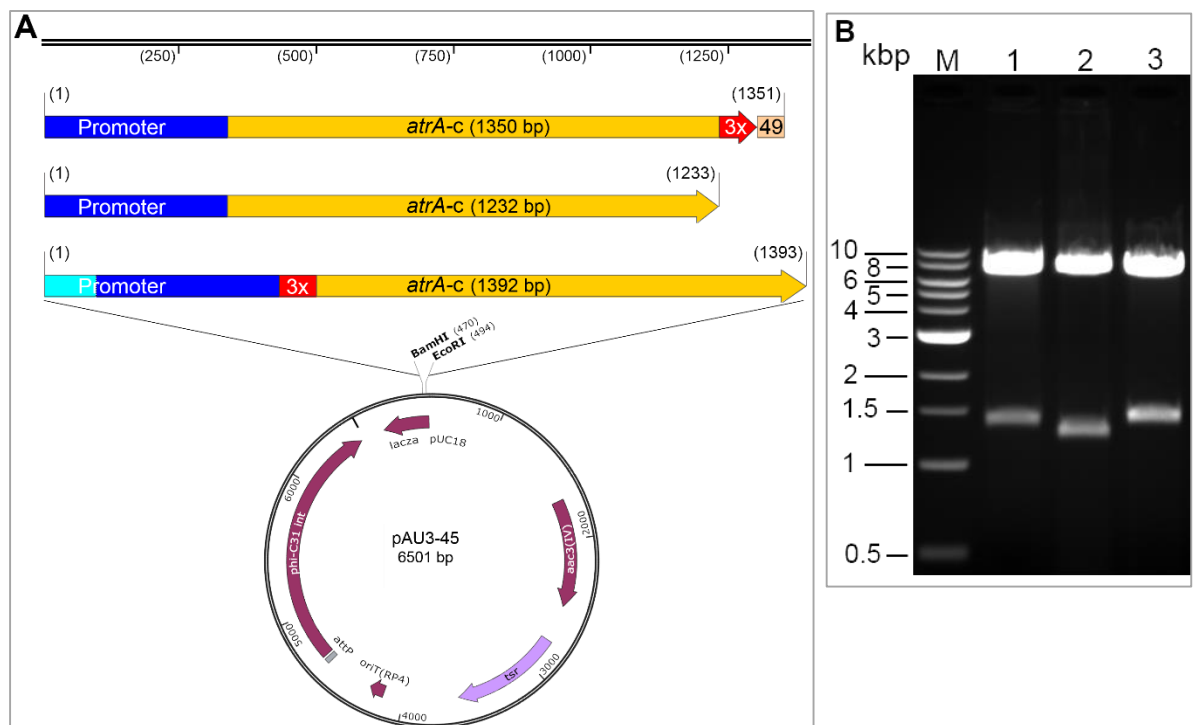 A
(250) (500) (750) (1000) (1250)
(1) (1351)
Promoter atrA-c (1350 bp) 3x 49
(1) (1233)
Promoter atrA-c (1232 bp)
(1) (1393)
Promoter 3x atrA-c (1392 bp)
BamHI (470)
EcoRI (494)
1000
lacza pUC18
6000
2000
phi-C31 int
aac3(IV)
pAU3-45
6501 bp
5000
attP
oriT(RP4)
3000
tsr
4000
B
kbp M 1 2 3
10
8
6
5
4
3
2
1.5
1
0.5